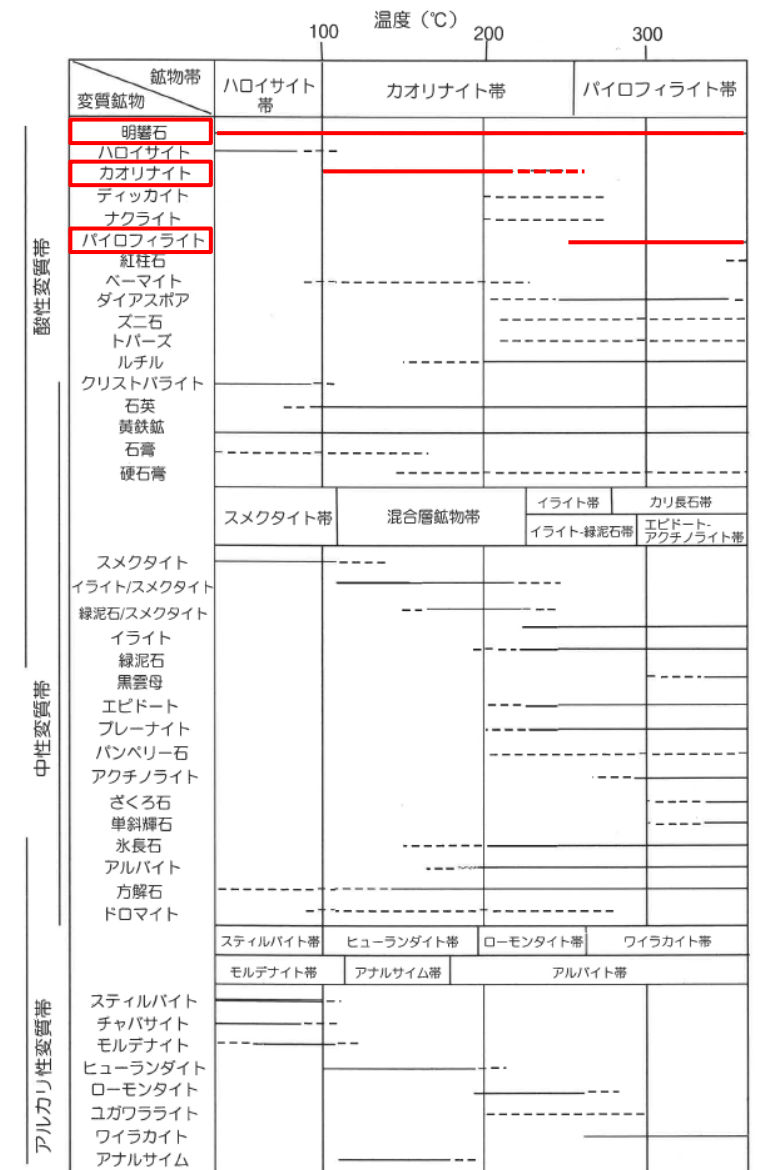 温度（℃）
100
200
300
鉱物帯
変質鉱物
ハロイサイト
帯
カオリナイト帯
パイロフィライト帯
酸性変質帯
明礬石
ハロイサイト
カオリナイト
ディッカイト
ナクライト
パイロフィライト
紅柱石
ベーマイト
ダイアスポア
ズニ石
トパーズ
ルチル
クリストバライト
石英
黄鉄鉱
石膏
硬石膏
スメクタイト帯
混合層鉱物帯
イライト帯
カリ長石帯
イライト-緑泥石帯
エピドート-
アクチノライト帯
中性変質帯
スメクタイト
イライト/スメクタイト
緑泥石/スメクタイト
イライト
緑泥石
黒雲母
エピドート
プレーナイト
パンペリー石
アクチノライト
ざくろ石
単斜輝石
氷長石
アルバイト
方解石
ドロマイト
スティルバイト帯
ヒューランダイト帯
ローモンタイト帯
ワイラカイト帯
モルデナイト帯
アナルサイム帯
アルバイト帯
アルカリ性変質帯
スティルバイト
チャバサイト
モルデナイト
ヒューランダイト
ローモンタイト
ユガワラライト
ワイラカイト
アナルサイム